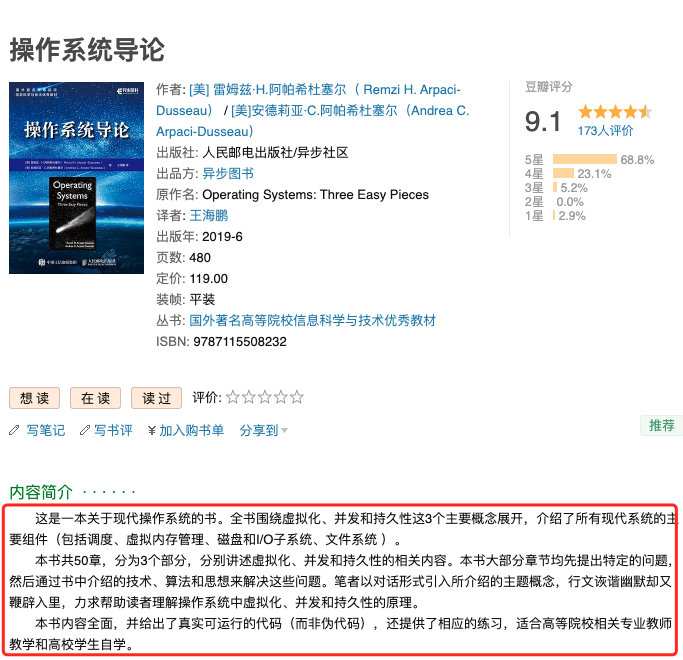 操作系统导论
操作系统导论
Operating
Systems
Three Easy Pieces
人民邮电出版社
作者: [美] 雷姆兹·H.阿帕希杜塞尔（ Remzi H. Arpaci-
Dusseau） / [美]安德莉亚·C.阿帕希杜塞尔（Andrea C.
Arpaci-Dusseau）
出版社: 人民邮电出版社/异步社区
出品方: 异步图书
原作名: Operating Systems: Three Easy Pieces
译者: 王海鹏
出版年: 2019-6
页数: 480
定价: 119.00
装帧: 平装
丛书: 国外著名高等院校信息科学与技术优秀教材
ISBN: 9787115508232
豆瓣评分
9.1
173人评价
5星 68.8%
4星 23.1%
3星 5.2%
2星 0.0%
1星 2.9%
想读 在读 读过 评价:
写笔记 写书评 ¥加入购书单 分享到
推荐
内容简介 · · · · · ·
这是一本关于现代操作系统的书。全书围绕虚拟化、并发和持久性这3个主要概念展开，介绍了所有现代系统的主
要组件（包括调度、虚拟内存管理、磁盘和I/O子系统、文件系统 ）。
本书共50章，分为3个部分，分别讲述虚拟化、并发和持久性的相关内容。本书大部分章节均先提出特定的问题，
然后通过书中介绍的技术、算法和思想来解决这些问题。笔者以对话形式引入所介绍的主题概念，行文诙谐幽默却又
鞭辟入里，力求帮助读者理解操作系统中虚拟化、并发和持久性的原理。
本书内容全面，并给出了真实可运行的代码（而非伪代码），还提供了相应的练习，适合高等院校相关专业教师
教学和高校学生自学。